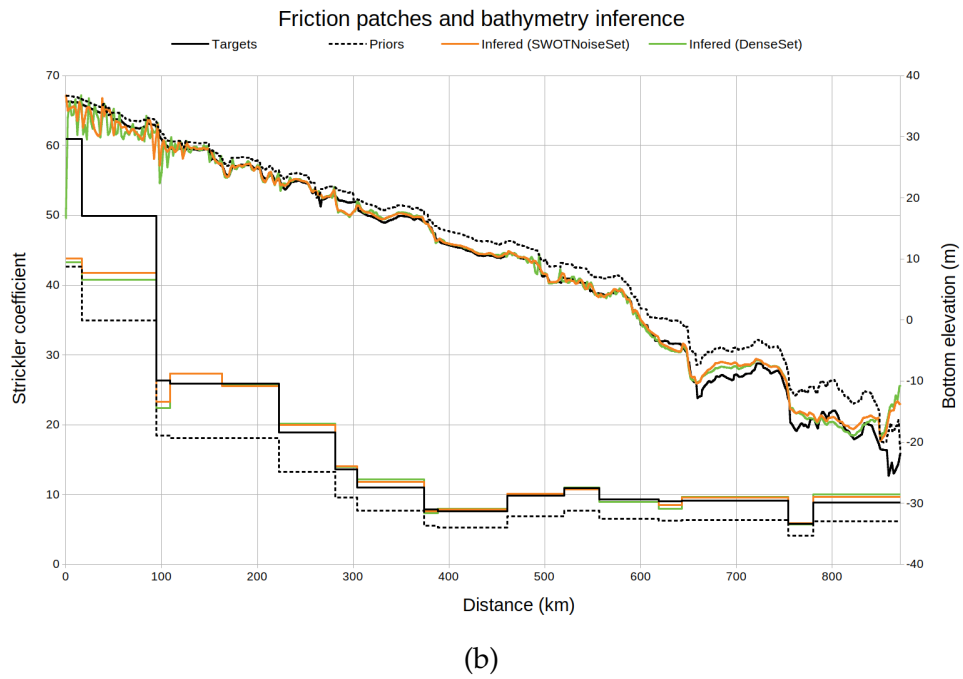 Friction patches and bathymetry inference
Targets Priors Infered (SWOTNoiseSet) Infered (DenseSet)
70 40
60 30
50 20
40 10
30 0
20 -10
10 -20
0 -30
-40
0 100 200 300 400 500 600 700 800
Strickler coefficient
Bottom elevation (m)
Distance (km)
(b)